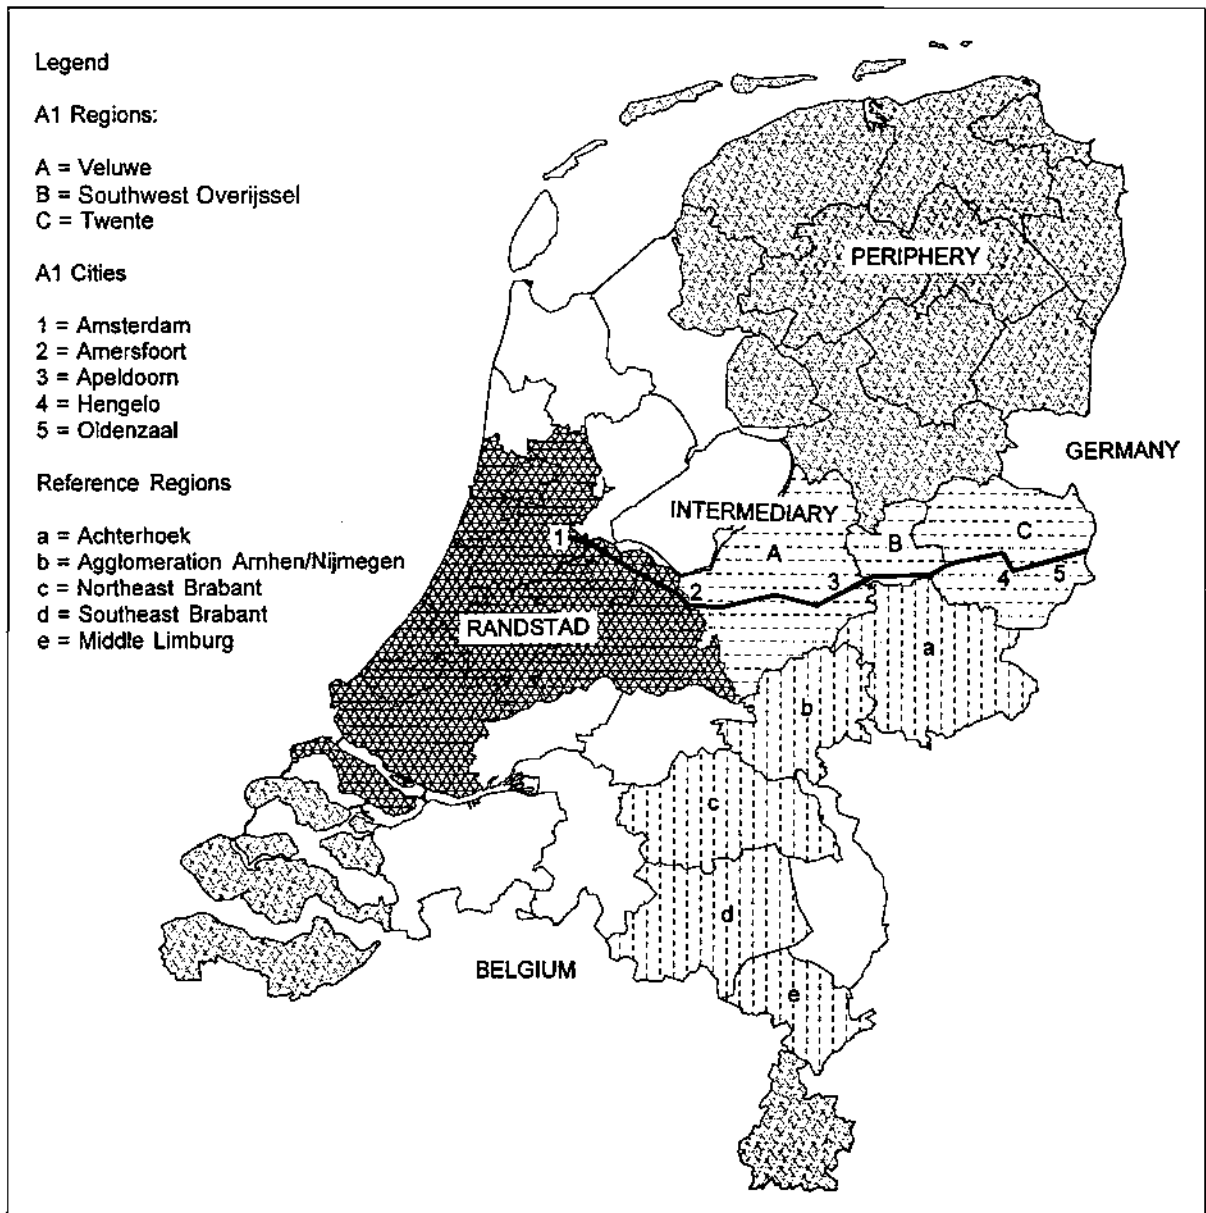 Legend
A1 Regions:
A = Veluwe
B = Southwest Overijssel
C = Twente
A1 Cities
1 = Amsterdam
2 = Amersfoort
3 = Apeldoorn
4 = Hengelo
5 = Oldenzaal
Reference Regions
a = Achterhoek
b = Agglomeration Arnhen/Nijmegen
c = Northeast Brabant
d = Southeast Brabant
e = Middle Limburg
PERIPHERY
GERMANY
INTERMEDIARY
1
A
B
C
2
3
4
5
RANDSTAD
a
b
c
d
BELGIUM
e